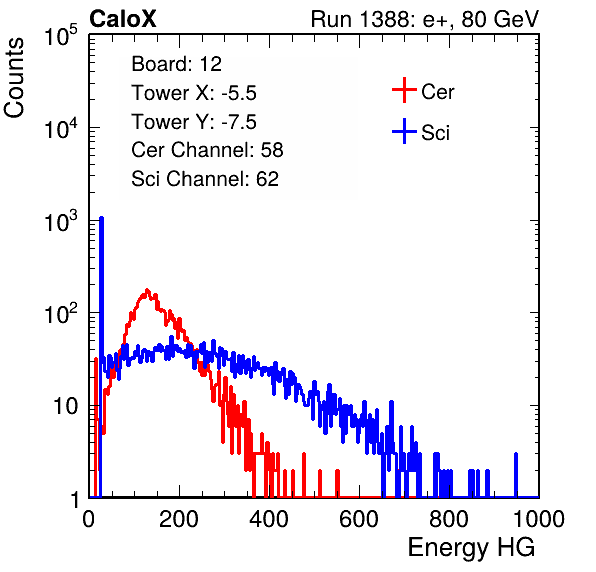 CaloX Run 1388: e+, 80 GeV
Counts
10^5
10^4
10^3
10^2
10
1
Board: 12
Tower X: -5.5
Tower Y: -7.5
Cer Channel: 58
Sci Channel: 62
Cer
Sci
0 200 400 600 800 1000
Energy HG